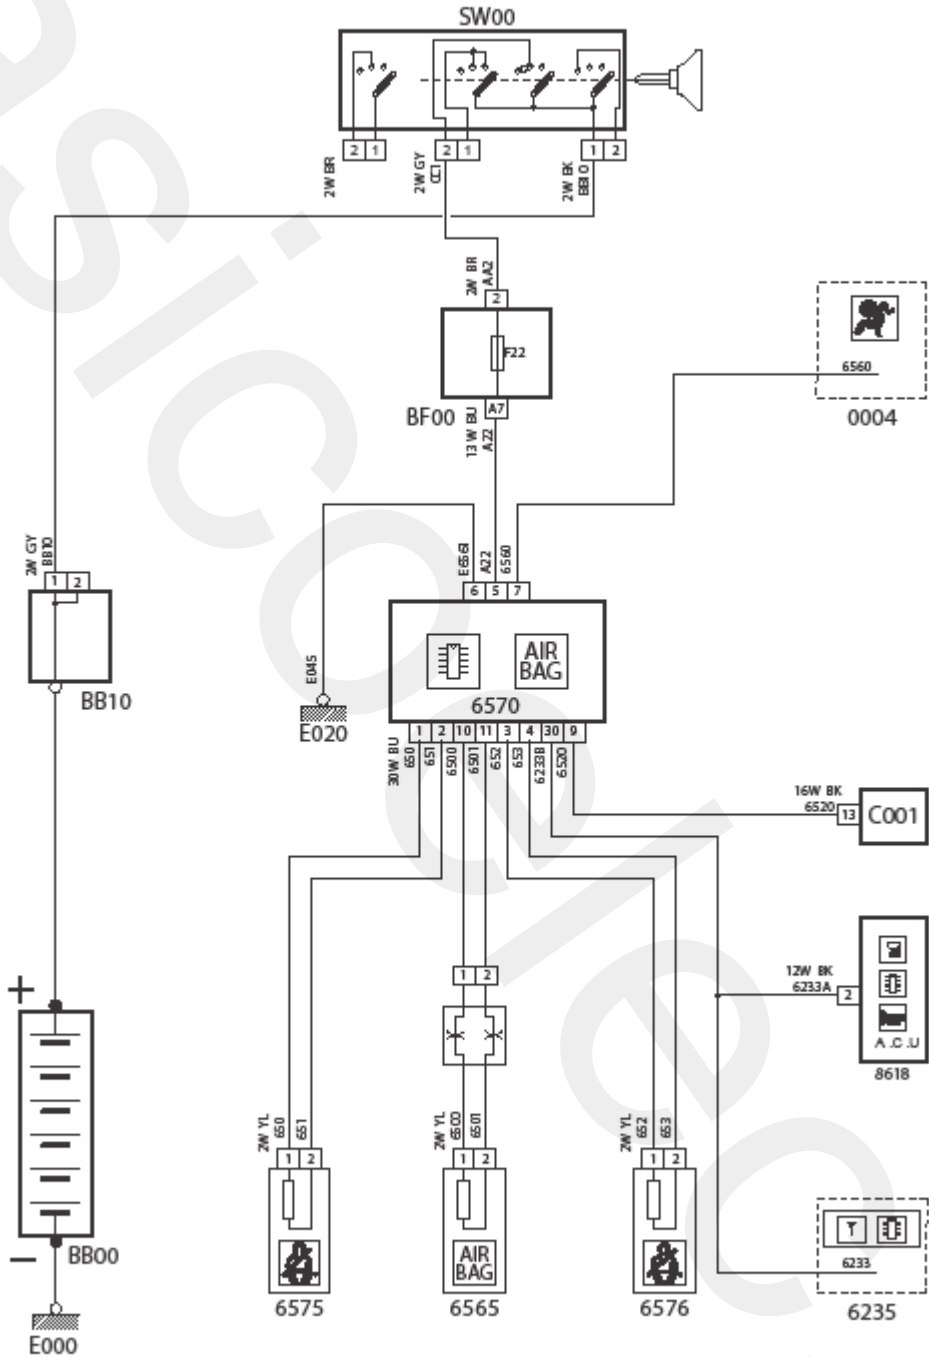 SW00
2 1
2 1
1 2
2W BR
2W GY
CC1
2W BK
BB10
2W BR
AA2
2
F22
BF00
A7
13W BU
A22
6560
0004
2W GY
BB10
1 2
BB10
E6561
A22
6560
6 5 7
AIR
BAG
6570
E045
E020
1 2 10 11 3 4 30 9
30W BU
650
651
6500
6501
652
653
6233B
6520
16W BK
6520
13
C001
12W BK
6233A
2
A.C.U
8618
1 2
+
−
BB00
E000
2W YL
650
651
1 2
6575
2W YL
6500
6501
1 2
AIR
BAG
6565
2W YL
652
653
1 2
6576
6233
6235
asicoelec